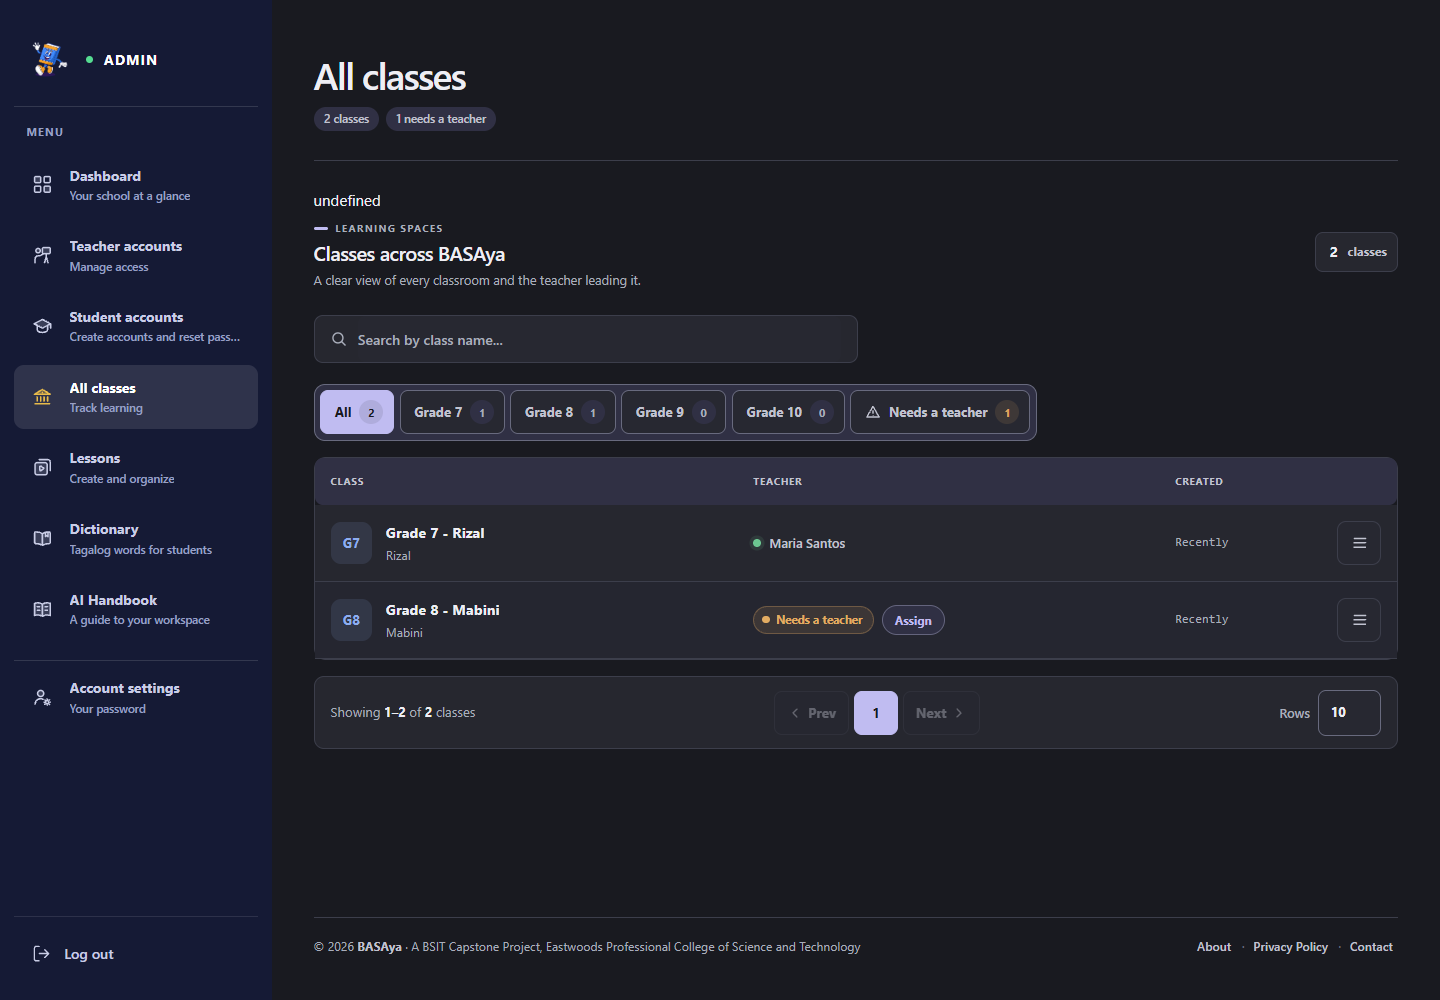 ADMIN
MENU
Dashboard
Your school at a glance
Teacher accounts
Manage access
Student accounts
Create accounts and reset pass...
All classes
Track learning
Lessons
Create and organize
Dictionary
Tagalog words for students
AI Handbook
A guide to your workspace
Account settings
Your password
Log out
All classes
2 classes 1 needs a teacher
undefined
LEARNING SPACES
Classes across BASAya
A clear view of every classroom and the teacher leading it.
2 classes
Search by class name...
All 2 Grade 7 1 Grade 8 1 Grade 9 0 Grade 10 0 Needs a teacher 1
CLASS TEACHER CREATED
G7 Grade 7 - Rizal Maria Santos Recently
Rizal
G8 Grade 8 - Mabini Needs a teacher Assign Recently
Mabini
Showing 1–2 of 2 classes Prev 1 Next Rows 10
© 2026 BASAya · A BSIT Capstone Project, Eastwoods Professional College of Science and Technology About · Privacy Policy · Contact